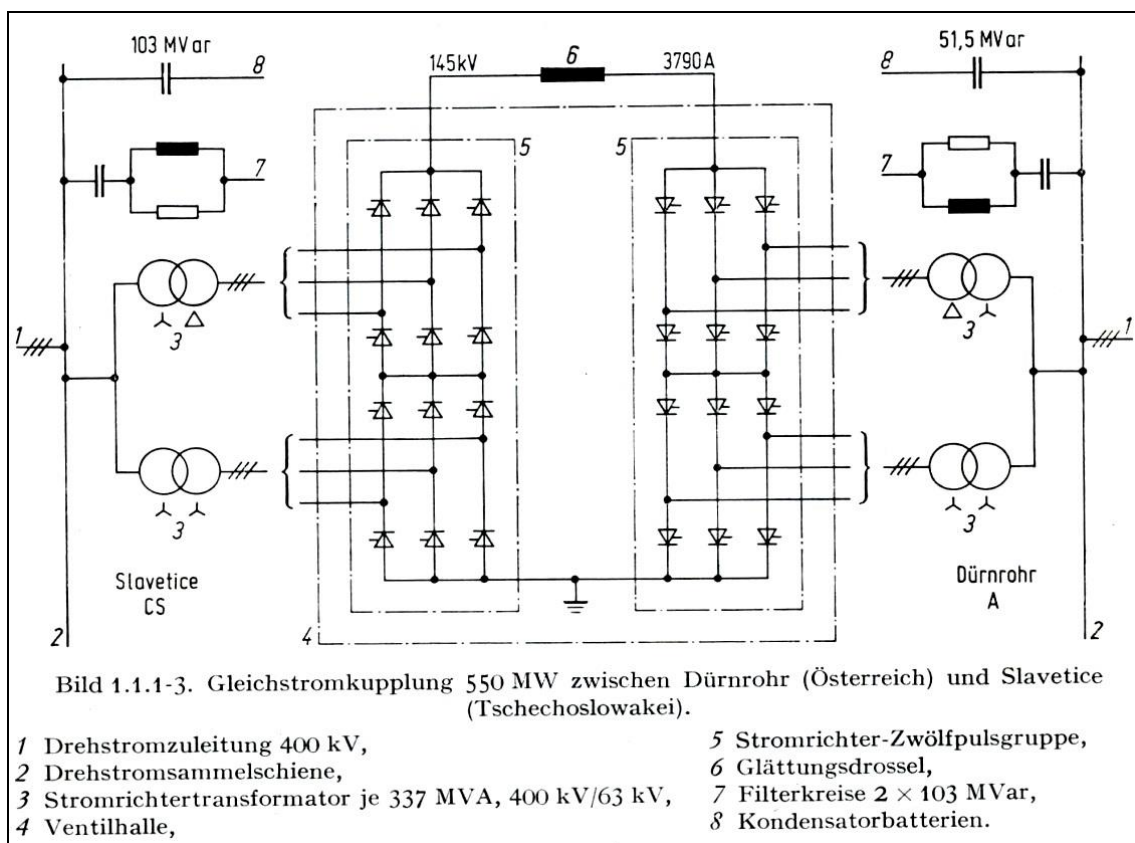 103 MVar
8
145kV
6
3790A
51,5 MVar
8
5
5
7
7
3
3
1
1
3
3
Slavetice
CS
Dürnrohr
A
2
4
2
Bild 1.1.1-3. Gleichstromkupplung 550 MW zwischen Dürnrohr (Österreich) und Slavetice
(Tschechoslowakei).
1 Drehstromzuleitung 400 kV,
2 Drehstromsammelschiene,
3 Stromrichtertransformator je 337 MVA, 400 kV/63 kV,
4 Ventilhalle,
5 Stromrichter-Zwölfpulsgruppe,
6 Glättungsdrossel,
7 Filterkreise 2 × 103 MVar,
8 Kondensatorbatterien.